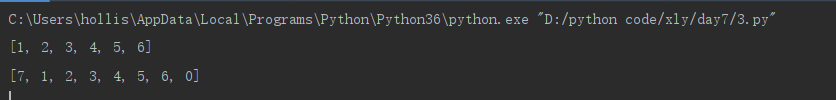 C:\Users\hollis\AppData\Local\Programs\Python\Python36\python.exe "D:/python code/xly/day7/3.py"
[1, 2, 3, 4, 5, 6]
[7, 1, 2, 3, 4, 5, 6, 0]